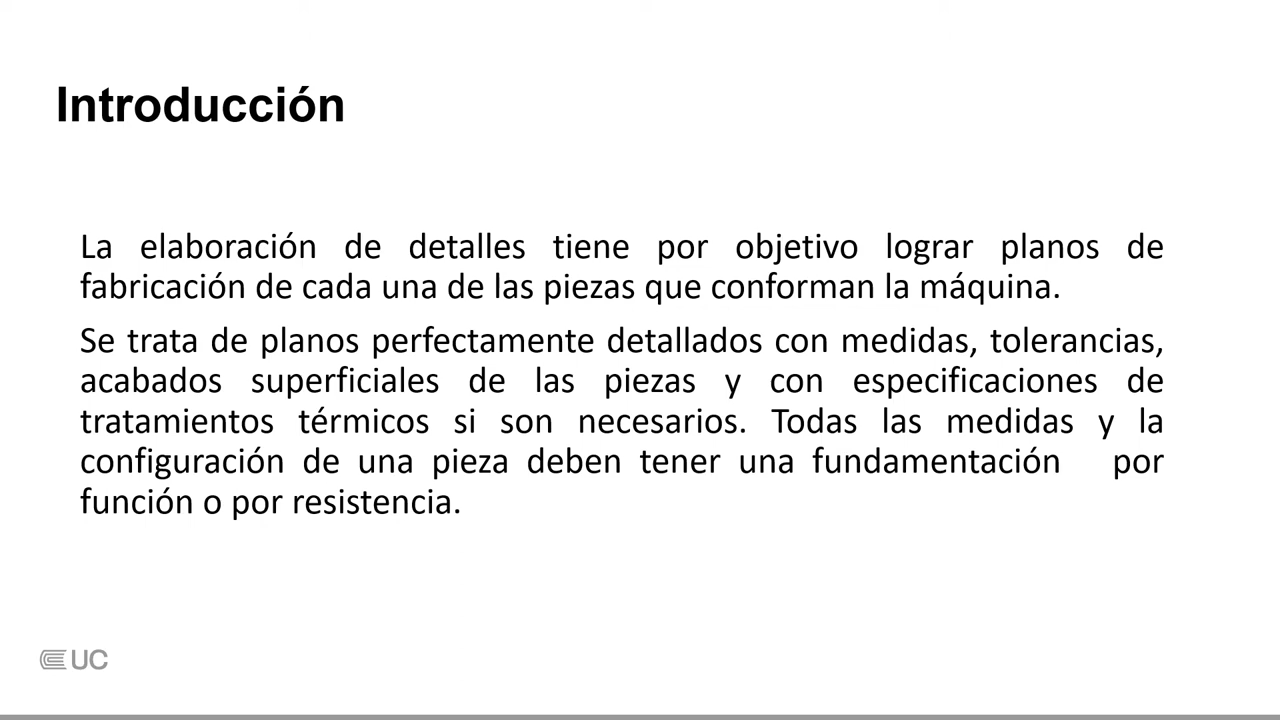 Introducción
La elaboración de detalles tiene por objetivo lograr planos de
fabricación de cada una de las piezas que conforman la máquina.
Se trata de planos perfectamente detallados con medidas, tolerancias,
acabados superficiales de las piezas y con especificaciones de
tratamientos térmicos si son necesarios. Todas las medidas y la
configuración de una pieza deben tener una fundamentación por
función o por resistencia.
UC